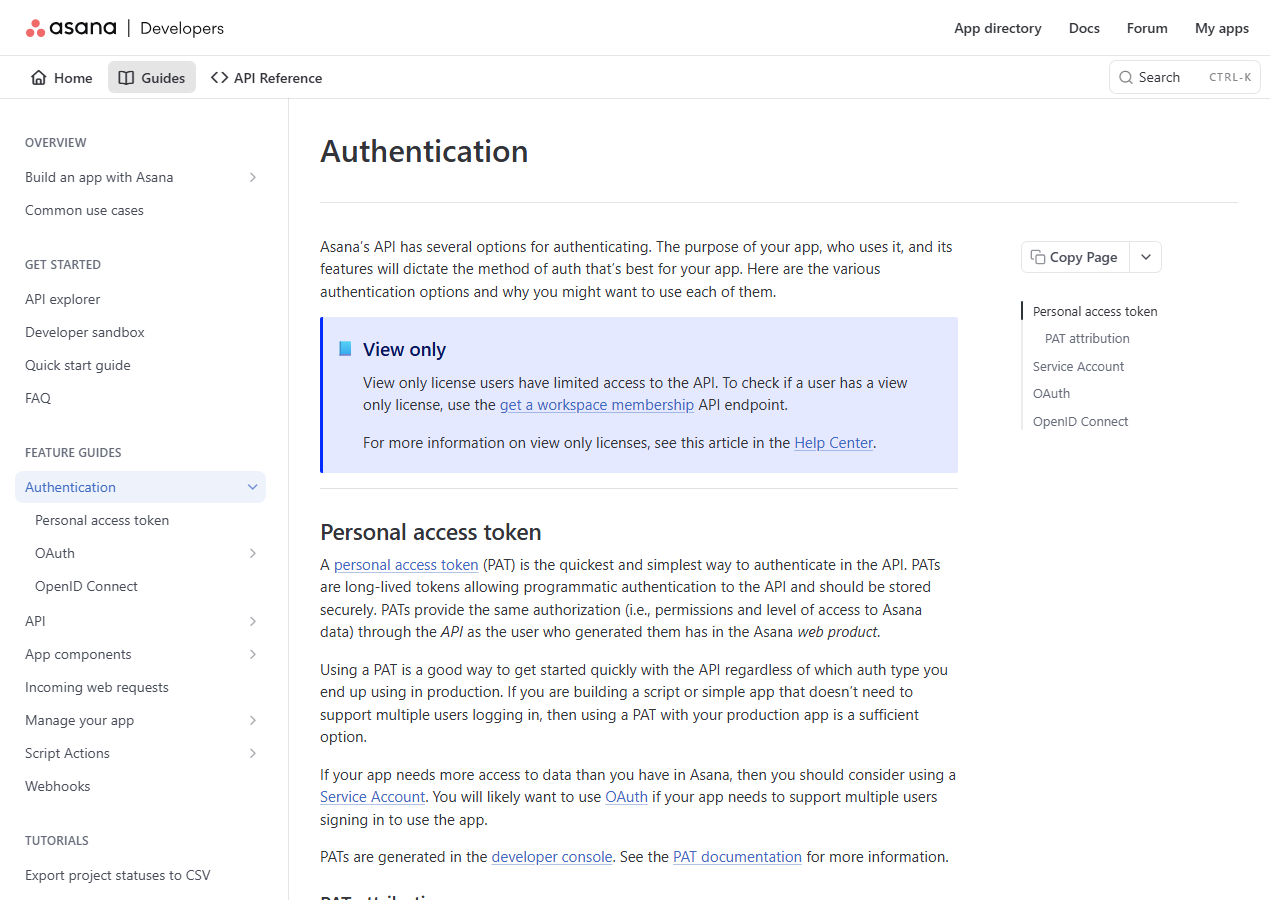 asana | Developers
App directory Docs Forum My apps
Home Guides API Reference
Search CTRL-K
OVERVIEW
Build an app with Asana
Common use cases
GET STARTED
API explorer
Developer sandbox
Quick start guide
FAQ
FEATURE GUIDES
Authentication
Personal access token
OAuth
OpenID Connect
API
App components
Incoming web requests
Manage your app
Script Actions
Webhooks
TUTORIALS
Export project statuses to CSV
Authentication
Asana’s API has several options for authenticating. The purpose of your app, who uses it, and its
features will dictate the method of auth that’s best for your app. Here are the various
authentication options and why you might want to use each of them.
View only
View only license users have limited access to the API. To check if a user has a view
only license, use the get a workspace membership API endpoint.
For more information on view only licenses, see this article in the Help Center.
Personal access token
A personal access token (PAT) is the quickest and simplest way to authenticate in the API. PATs
are long-lived tokens allowing programmatic authentication to the API and should be stored
securely. PATs provide the same authorization (i.e., permissions and level of access to Asana
data) through the API as the user who generated them has in the Asana web product.
Using a PAT is a good way to get started quickly with the API regardless of which auth type you
end up using in production. If you are building a script or simple app that doesn’t need to
support multiple users logging in, then using a PAT with your production app is a sufficient
option.
If your app needs more access to data than you have in Asana, then you should consider using a
Service Account. You will likely want to use OAuth if your app needs to support multiple users
signing in to use the app.
PATs are generated in the developer console. See the PAT documentation for more information.
PAT attribution
Copy Page
Personal access token
PAT attribution
Service Account
OAuth
OpenID Connect